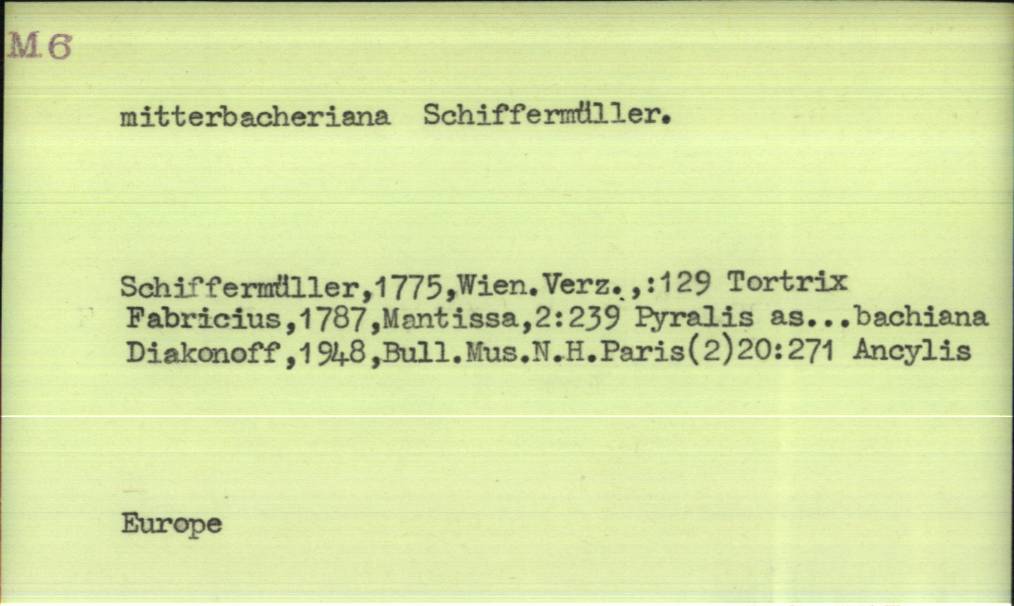 M6
mitterbacheriana Schiffermüller.
Schiffermüller,1775,Wien.Verz.,:129 Tortrix
Fabricius,1787,Mantissa,2:239 Pyralis as...bachiana
Diakonoff,1948,Bull.Mus.N.H.Paris(2)20:271 Ancylis
Europe